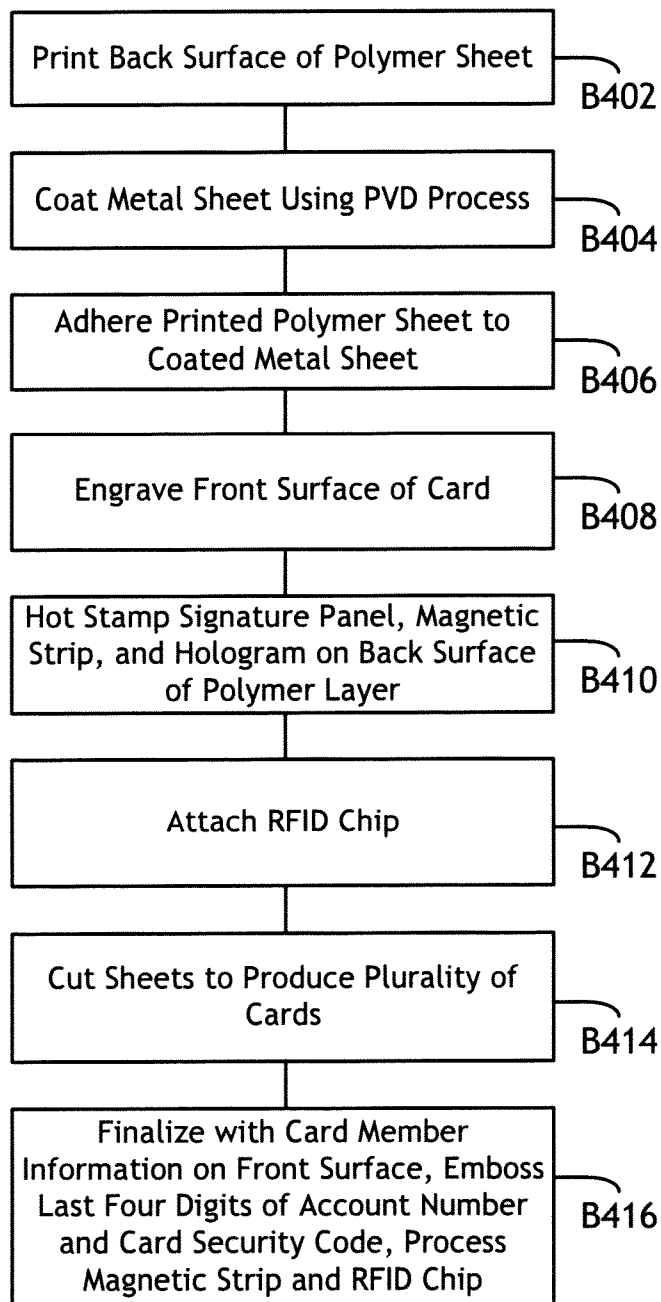 Print Back Surface of Polymer Sheet
B402
Coat Metal Sheet Using PVD Process
B404
Adhere Printed Polymer Sheet to
Coated Metal Sheet
B406
Engrave Front Surface of Card
B408
Hot Stamp Signature Panel, Magnetic
Strip, and Hologram on Back Surface
of Polymer Layer
B410
Attach RFID Chip
B412
Cut Sheets to Produce Plurality of
Cards
B414
Finalize with Card Member
Information on Front Surface, Emboss
Last Four Digits of Account Number
and Card Security Code, Process
Magnetic Strip and RFID Chip
B416